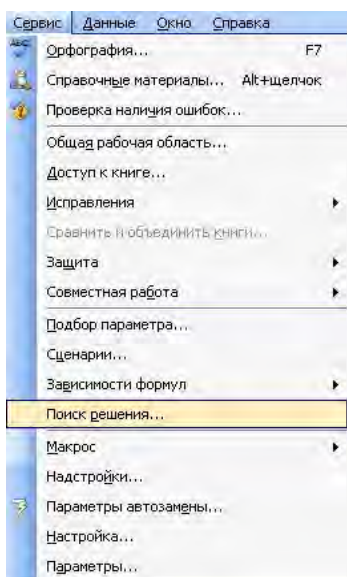 Сервис Данные Окно Справка
ABC
Орфография... F7
Справочные материалы... Alt+щелчок
Проверка наличия ошибок...
Общая рабочая область...
Доступ к книге...
Исправления
Сравнить и объединить книги...
Защита
Совместная работа
Подбор параметра...
Сценарии...
Зависимости формул
Поиск решения...
Макрос
Надстройки...
Параметры автозамены...
Настройка...
Параметры...